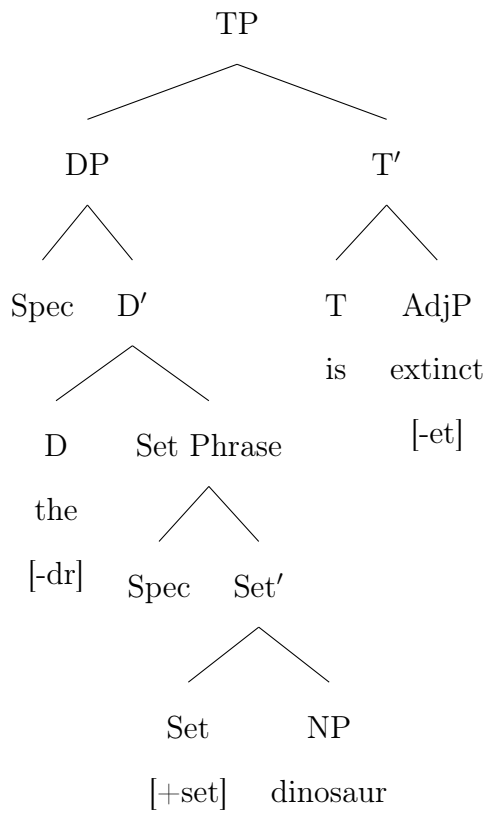 TP
DP T′
Spec D′ T AdjP
is extinct
D Set Phrase [-et]
the
[-dr] Spec Set′
Set NP
[+set] dinosaur